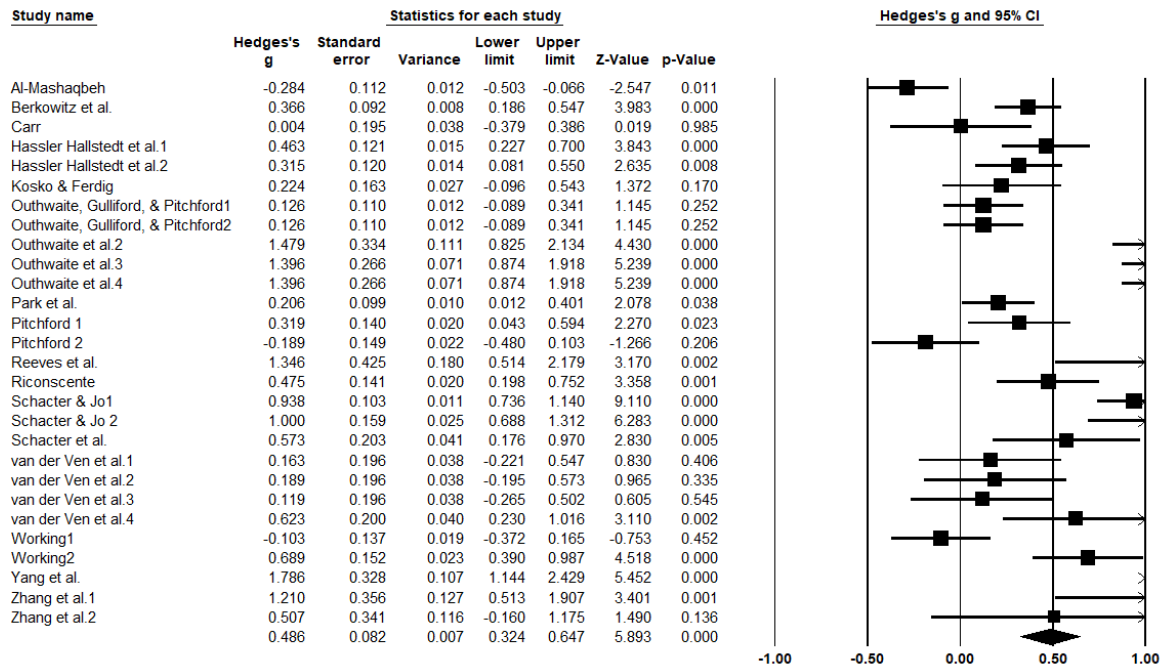 Study name Statistics for each study Hedges's g and 95% CI
Hedges's Standard Lower Upper
g error Variance limit limit Z-Value p-Value
Al-Mashaqbeh -0.284 0.112 0.012 -0.503 -0.066 -2.547 0.011
Berkowitz et al. 0.366 0.092 0.008 0.186 0.547 3.983 0.000
Carr 0.004 0.195 0.038 -0.379 0.386 0.019 0.985
Hassler Hallstedt et al.1 0.463 0.121 0.015 0.227 0.700 3.843 0.000
Hassler Hallstedt et al.2 0.315 0.120 0.014 0.081 0.550 2.635 0.008
Kosko & Ferdig 0.224 0.163 0.027 -0.096 0.543 1.372 0.170
Outhwaite, Gulliford, & Pitchford1 0.126 0.110 0.012 -0.089 0.341 1.145 0.252
Outhwaite, Gulliford, & Pitchford2 0.126 0.110 0.012 -0.089 0.341 1.145 0.252
Outhwaite et al.2 1.479 0.334 0.111 0.825 2.134 4.430 0.000
Outhwaite et al.3 1.396 0.266 0.071 0.874 1.918 5.239 0.000
Outhwaite et al.4 1.396 0.266 0.071 0.874 1.918 5.239 0.000
Park et al. 0.206 0.099 0.010 0.012 0.401 2.078 0.038
Pitchford 1 0.319 0.140 0.020 0.043 0.594 2.270 0.023
Pitchford 2 -0.189 0.149 0.022 -0.480 0.103 -1.266 0.206
Reeves et al. 1.346 0.425 0.180 0.514 2.179 3.170 0.002
Riconscente 0.475 0.141 0.020 0.198 0.752 3.358 0.001
Schacter & Jo1 0.938 0.103 0.011 0.736 1.140 9.110 0.000
Schacter & Jo 2 1.000 0.159 0.025 0.688 1.312 6.283 0.000
Schacter et al. 0.573 0.203 0.041 0.176 0.970 2.830 0.005
van der Ven et al.1 0.163 0.196 0.038 -0.221 0.547 0.830 0.406
van der Ven et al.2 0.189 0.196 0.038 -0.195 0.573 0.965 0.335
van der Ven et al.3 0.119 0.196 0.038 -0.265 0.502 0.605 0.545
van der Ven et al.4 0.623 0.200 0.040 0.230 1.016 3.110 0.002
Working1 -0.103 0.137 0.019 -0.372 0.165 -0.753 0.452
Working2 0.689 0.152 0.023 0.390 0.987 4.518 0.000
Yang et al. 1.786 0.328 0.107 1.144 2.429 5.452 0.000
Zhang et al.1 1.210 0.356 0.127 0.513 1.907 3.401 0.001
Zhang et al.2 0.507 0.341 0.116 -0.160 1.175 1.490 0.136
0.486 0.082 0.007 0.324 0.647 5.893 0.000
-1.00 -0.50 0.00 0.50 1.00